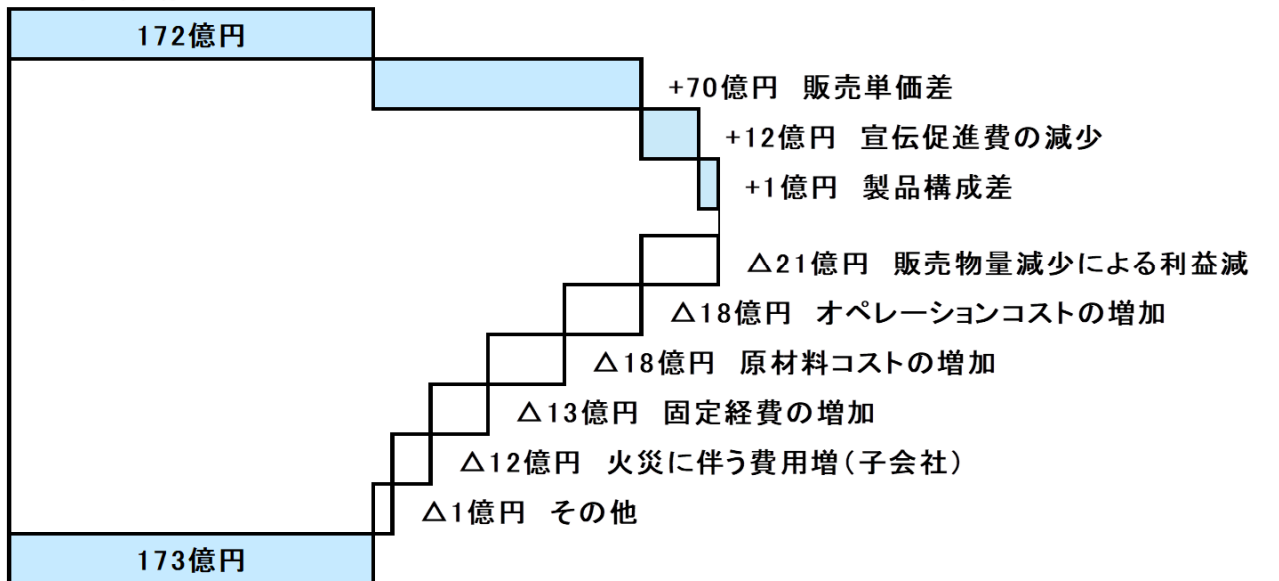 172億円
+70億円 販売単価差
+12億円 宣伝促進費の減少
+1億円 製品構成差
△21億円 販売物量減少による利益減
△18億円 オペレーションコストの増加
△18億円 原材料コストの増加
△13億円 固定経費の増加
△12億円 火災に伴う費用増(子会社)
△1億円 その他
173億円